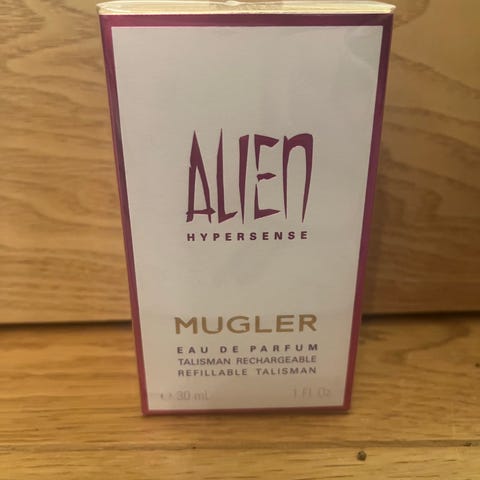 ALIEN
HYPERSENSE
MUGLER
EAU DE PARFUM
TALISMAN RECHARGEABLE
REFILLABLE TALISMAN
℮ 30 mL 1 Fl Oz